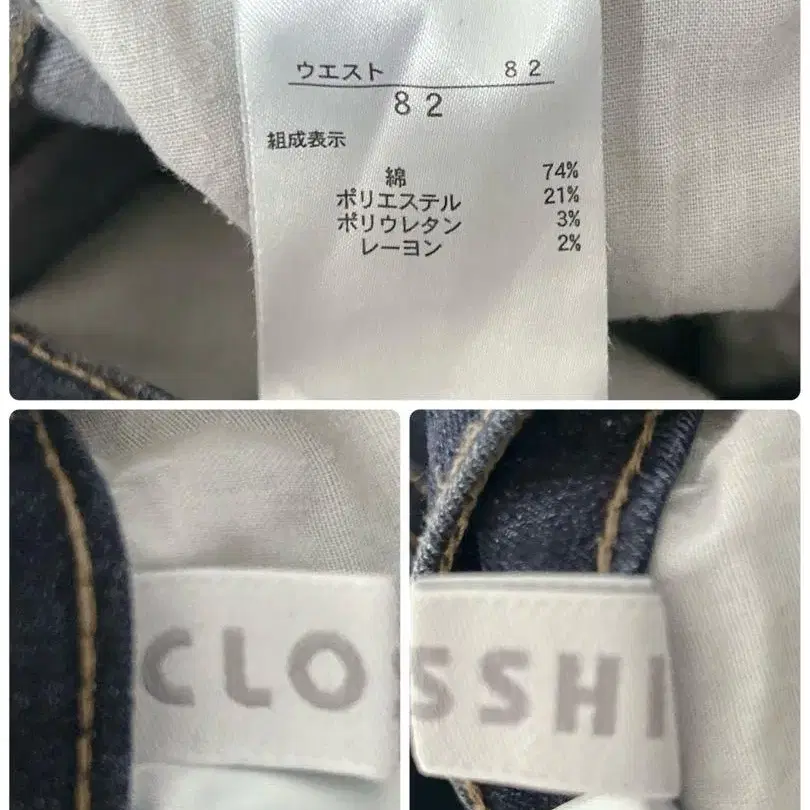 ウエスト 82
82
組成表示
綿 74%
ポリエステル 21%
ポリウレタン 3%
レーヨン 2%
CLOS
SSHI